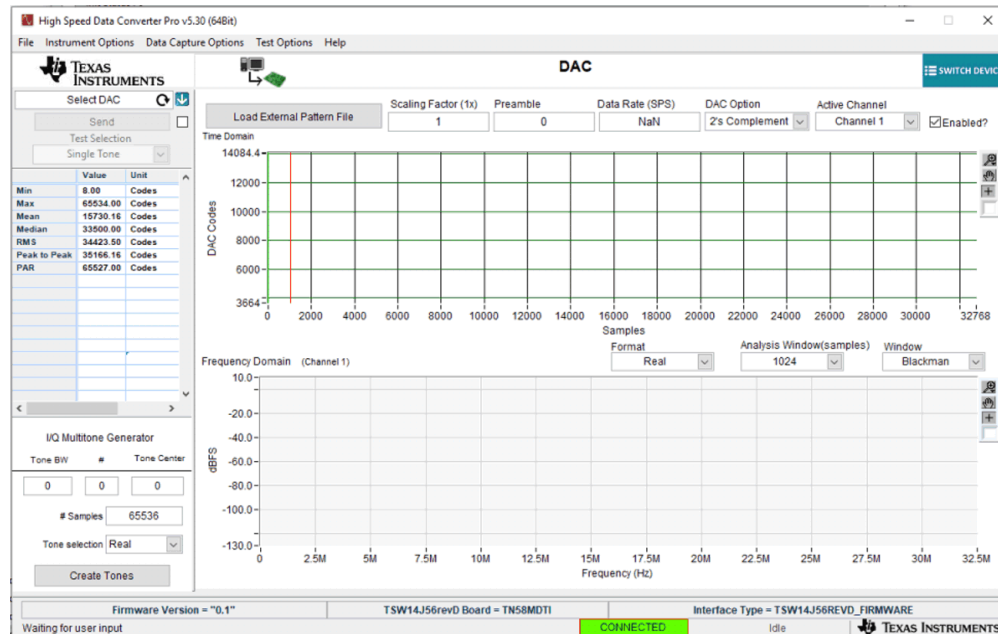 High Speed Data Converter Pro v5.30 (64Bit)
File Instrument Options Data Capture Options Test Options Help
TEXAS INSTRUMENTS
DAC
SWITCH DEVIC
Select DAC
Send
Test Selection
Single Tone
Load External Pattern File
Scaling Factor (1x) Preamble Data Rate (SPS) DAC Option Active Channel
1 0 NaN 2's Complement Channel 1 Enabled?
Value Unit
Min 8.00 Codes
Max 65534.00 Codes
Mean 15730.16 Codes
Median 33500.00 Codes
RMS 34423.50 Codes
Peak to Peak 35166.16 Codes
PAR 65527.00 Codes
Time Domain
14084.4
12000
10000
8000
6000
3664
DAC Codes
0 2000 4000 6000 8000 10000 12000 14000 16000 18000 20000 22000 24000 26000 28000 30000 32768
Samples
Format Analysis Window(samples) Window
Real 1024 Blackman
Frequency Domain (Channel 1)
10.0
-20.0
-40.0
-60.0
-80.0
-100.0
-130.0
dBFS
0 2.5M 5M 7.5M 10M 12.5M 15M 17.5M 20M 22.5M 25M 27.5M 30M 32.5M
Frequency (Hz)
I/Q Multitone Generator
Tone BW # Tone Center
0 0 0
# Samples 65536
Tone selection Real
Create Tones
Firmware Version = "0.1" TSW14J56revD Board = TN58MDTI Interface Type = TSW14J56REVD_FIRMWARE
Waiting for user input CONNECTED Idle TEXAS INSTRUMENTS